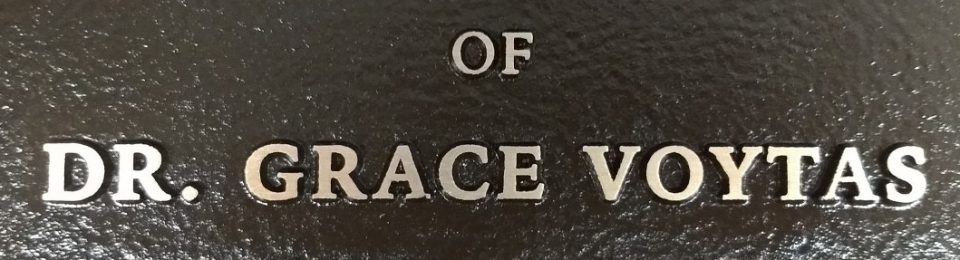 OF
DR. GRACE VOYTAS